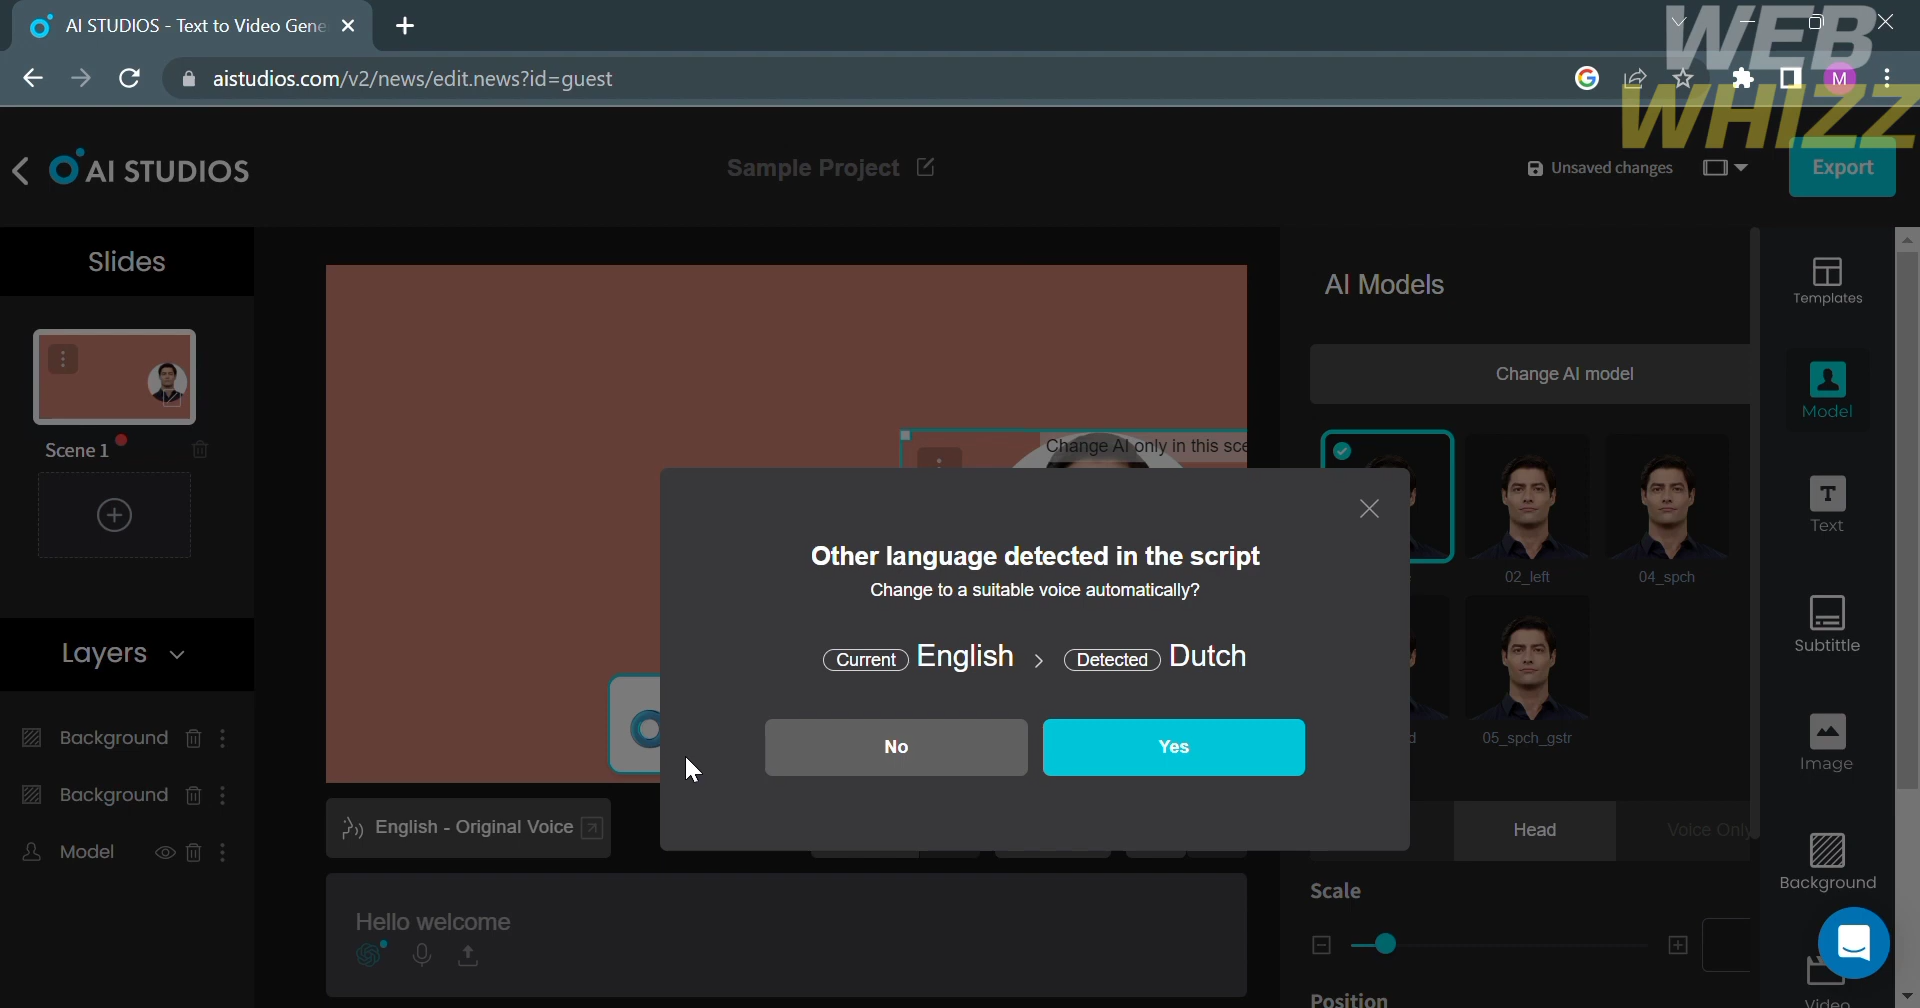 AI STUDIOS - Text to Video Gene
aistudios.com/v2/news/edit.news?id=guest
M
WEB
WHIZZ
AI STUDIOS
Sample Project
Unsaved changes
Export
Slides
Scene 1
Layers
Background
Background
Model
Change AI only in this sce
Other language detected in the script
Change to a suitable voice automatically?
Current English > Detected Dutch
No
Yes
English - Original Voice
Hello welcome
AI Models
Change AI model
02_left
04_spch
d
05_spch_gstr
Head
Voice Only
Scale
Position
Templates
Model
T
Text
Subtittle
Image
Background
Video